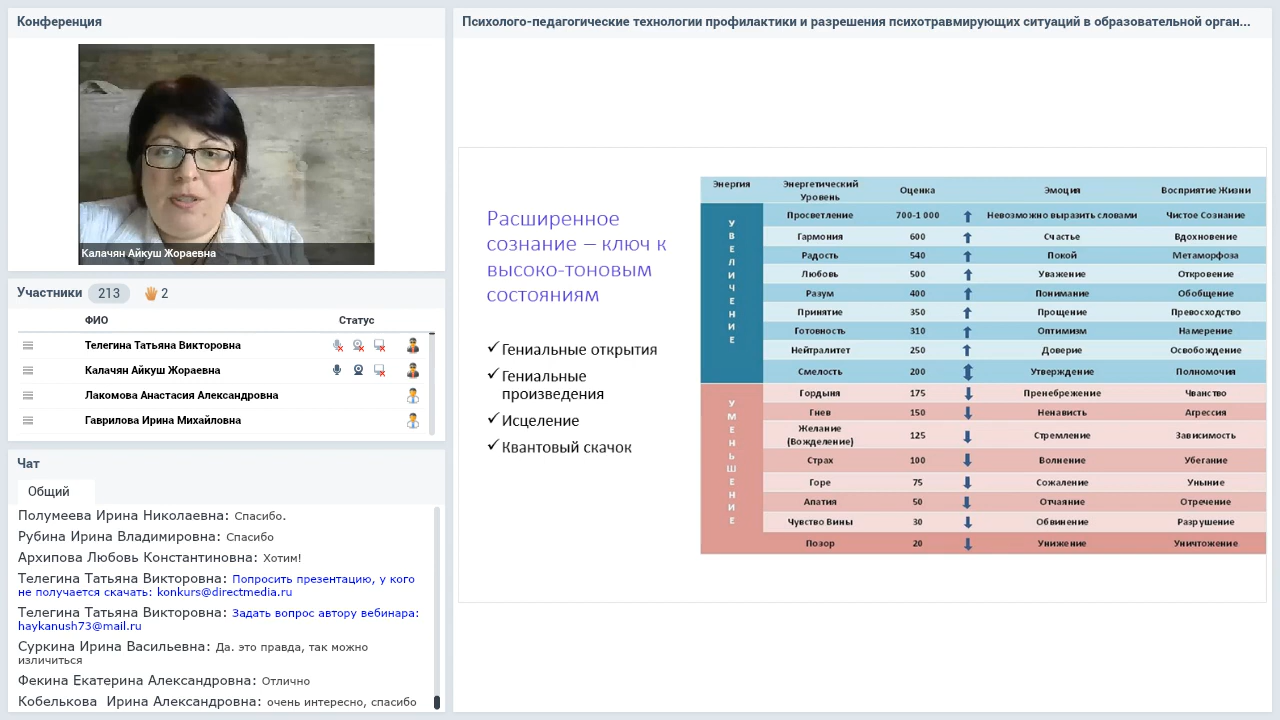 Конференция
Калачян Айкуш Жораевна
Участники 213 2
ФИО Статус
Телегина Татьяна Викторовна
Калачян Айкуш Жораевна
Лакомова Анастасия Александровна
Гаврилова Ирина Михайловна
Чат
Общий
Полумеева Ирина Николаевна: Спасибо.
Рубина Ирина Владимировна: Спасибо
Архипова Любовь Константиновна: Хотим!
Телегина Татьяна Викторовна: Попросить презентацию, у кого
не получается скачать: konkurs@directmedia.ru
Телегина Татьяна Викторовна: Задать вопрос автору вебинара:
haykanush73@mail.ru
Суркина Ирина Васильевна: Да. это правда, так можно
изличиться
Фекина Екатерина Александровна: Отлично
Кобелькова Ирина Александровна: очень интересно, спасибо
Психолого-педагогические технологии профилактики и разрешения психотравмирующих ситуаций в образовательной орган...
Расширенное
сознание – ключ к
высоко-тоновым
состояниям
Гениальные открытия
Гениальные
произведения
Исцеление
Квантовый скачок
Энергия Энергетический Уровень Оценка Эмоция Восприятие Жизни
УВЕЛИЧЕНИЕ
Просветление 700-1 000 Невозможно выразить словами Чистое Сознание
Гармония 600 Счастье Вдохновение
Радость 540 Покой Метаморфоза
Любовь 500 Уважение Откровение
Разум 400 Понимание Обобщение
Принятие 350 Прощение Превосходство
Готовность 310 Оптимизм Намерение
Нейтралитет 250 Доверие Освобождение
Смелость 200 Утверждение Полномочия
УМЕНЬШЕНИЕ
Гордыня 175 Пренебрежение Чванство
Гнев 150 Ненависть Агрессия
Желание (Вожделение) 125 Стремление Зависимость
Страх 100 Волнение Убегание
Горе 75 Сожаление Уныние
Апатия 50 Отчаяние Отречение
Чувство Вины 30 Обвинение Разрушение
Позор 20 Унижение Уничтожение